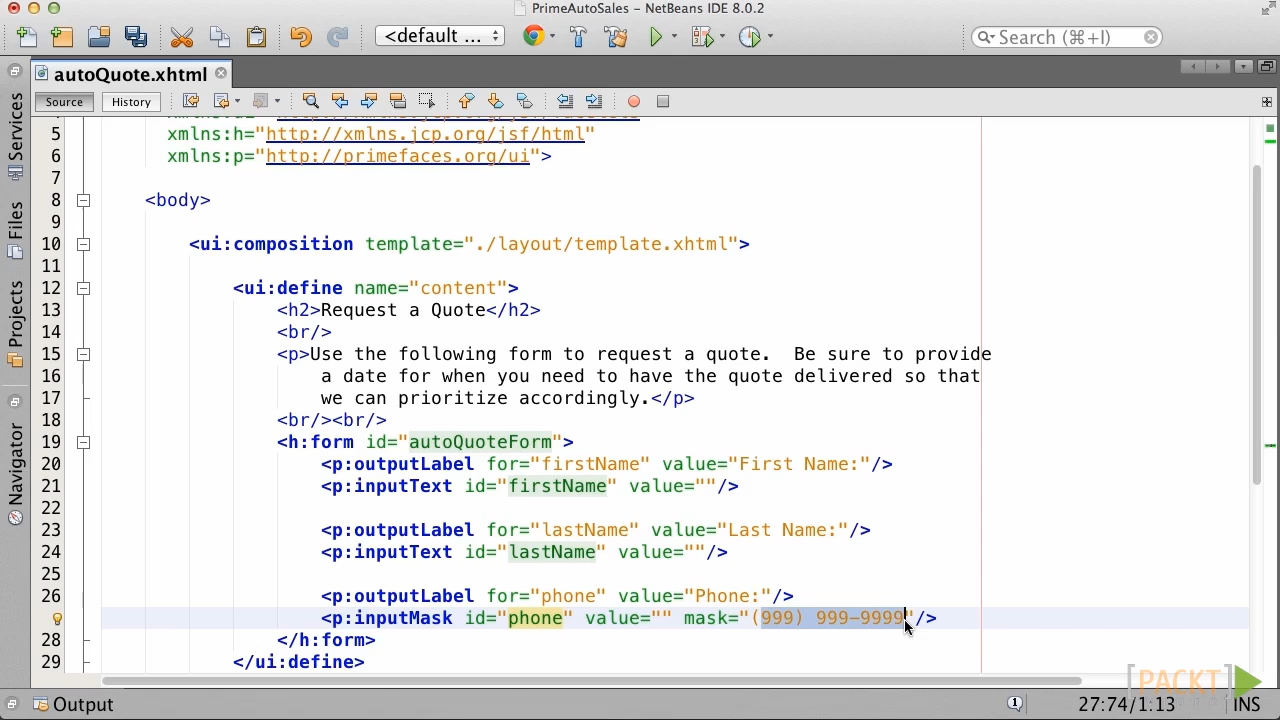 PrimeAutoSales - NetBeans IDE 8.0.2
<default ...
Search (⌘+I)
autoQuote.xhtml
Source
History
Services
Files
Projects
Navigator
5 xmlns:h="http://xmlns.jcp.org/jsf/html"
6 xmlns:p="http://primefaces.org/ui">
7
8 <body>
9
10 <ui:composition template="./layout/template.xhtml">
11
12 <ui:define name="content">
13 <h2>Request a Quote</h2>
14 <br/>
15 <p>Use the following form to request a quote.  Be sure to provide
16 a date for when you need to have the quote delivered so that
17 we can prioritize accordingly.</p>
18 <br/><br/>
19 <h:form id="autoQuoteForm">
20 <p:outputLabel for="firstName" value="First Name:"/>
21 <p:inputText id="firstName" value=""/>
22
23 <p:outputLabel for="lastName" value="Last Name:"/>
24 <p:inputText id="lastName" value=""/>
25
26 <p:outputLabel for="phone" value="Phone:"/>
<p:inputMask id="phone" value="" mask="(999) 999-9999"/>
28 </h:form>
29 </ui:define>
[PACKT]
Output
1
27:74/1:13
INS